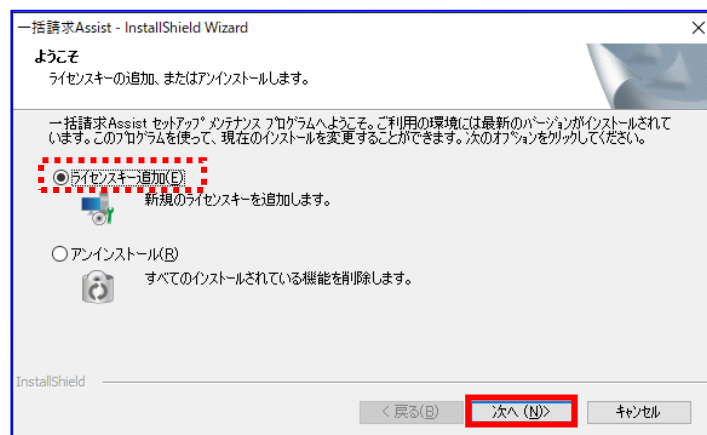 一括請求Assist - InstallShield Wizard
ようこそ
ライセンスキーの追加、またはアンインストールします。
一括請求Assist セットアップ メンテナンス プログラムへようこそ。ご利用の環境には最新のバージョンがインストールされて
います。このプログラムを使って、現在のインストールを変更することができます。次のオプションをクリックしてください。
ライセンスキー追加(E)
新規のライセンスキーを追加します。
アンインストール(R)
すべてのインストールされている機能を削除します。
InstallShield
< 戻る(B) 次へ (N)> キャンセル